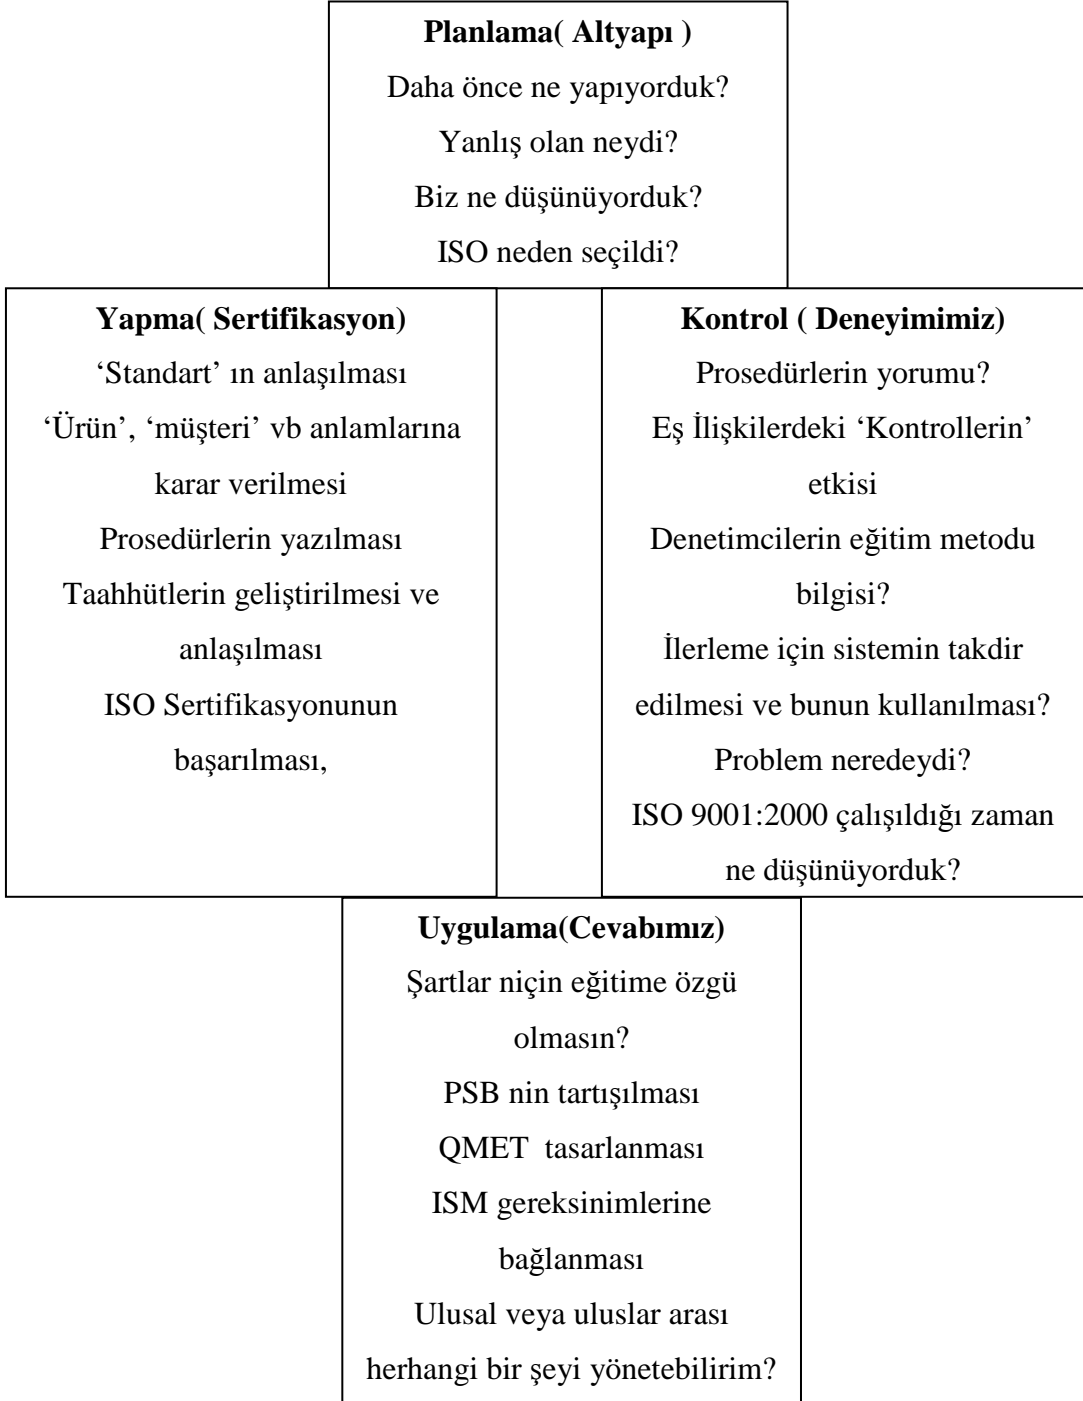 Planlama( Altyapı )
Daha önce ne yapıyorduk?
Yanlış olan neydi?
Biz ne düşünüyorduk?
ISO neden seçildi?
Yapma( Sertifikasyon)
‘Standart’ ın anlaşılması
‘Ürün’, ‘müşteri’ vb anlamlarına
karar verilmesi
Prosedürlerin yazılması
Taahhütlerin geliştirilmesi ve
anlaşılması
ISO Sertifikasyonunun
başarılması,
Kontrol ( Deneyimimiz)
Prosedürlerin yorumu?
Eş İlişkilerdeki ‘Kontrollerin’
etkisi
Denetimcilerin eğitim metodu
bilgisi?
İlerleme için sistemin takdir
edilmesi ve bunun kullanılması?
Problem neredeydi?
ISO 9001:2000 çalışıldığı zaman
ne düşünüyorduk?
Uygulama(Cevabımız)
Şartlar niçin eğitime özgü
olmasın?
PSB nin tartışılması
QMET  tasarlanması
ISM gereksinimlerine
bağlanması
Ulusal veya uluslar arası
herhangi bir şeyi yönetebilirim?